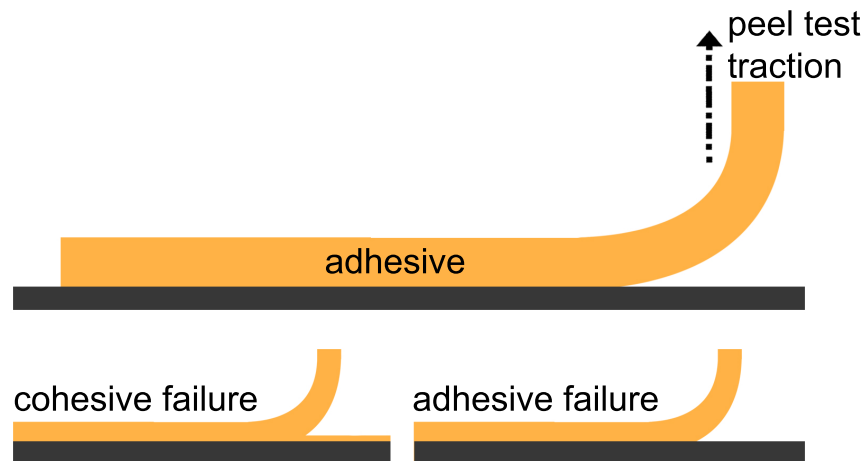 peel test
traction
adhesive
cohesive failure
adhesive failure